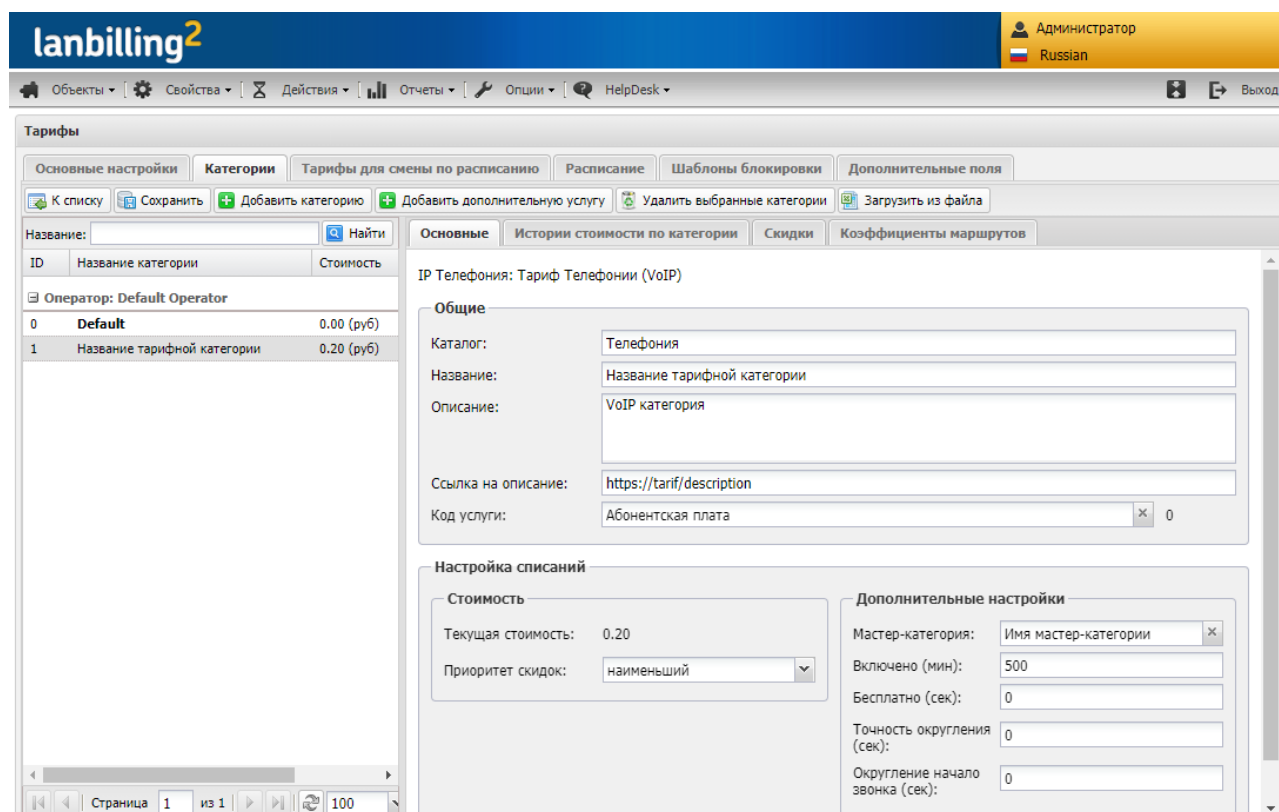 lanbilling2
Администратор
Russian
Объекты Свойства Действия Отчеты Опции HelpDesk Выход
Тарифы
Основные настройки Категории Тарифы для смены по расписанию Расписание Шаблоны блокировки Дополнительные поля
К списку Сохранить Добавить категорию Добавить дополнительную услугу Удалить выбранные категории Загрузить из файла
Название: Найти
ID Название категории Стоимость
Оператор: Default Operator
0 Default 0.00 (руб)
1 Название тарифной категории 0.20 (руб)
Страница 1 из 1 100
Основные Истории стоимости по категории Скидки Коэффициенты маршрутов
IP Телефония: Тариф Телефонии (VoIP)
Общие
Каталог: Телефония
Название: Название тарифной категории
Описание: VoIP категория
Ссылка на описание: https://tarif/description
Код услуги: Абонентская плата 0
Настройка списаний
Стоимость
Текущая стоимость: 0.20
Приоритет скидок: наименьший
Дополнительные настройки
Мастер-категория: Имя мастер-категории
Включено (мин): 500
Бесплатно (сек): 0
Точность округления
(сек): 0
Округление начало
звонка (сек): 0